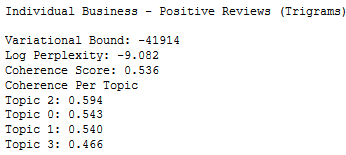 Individual Business - Positive Reviews (Trigrams)
Variational Bound: -41914
Log Perplexity: -9.082
Coherence Score: 0.536
Coherence Per Topic
Topic 2: 0.594
Topic 0: 0.543
Topic 1: 0.540
Topic 3: 0.466